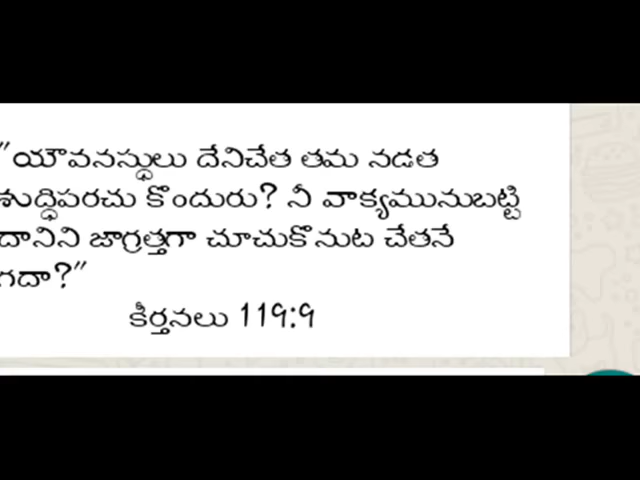 "యౌవనస్థులు దేనిచేత తమ నడత
శుద్ధిపరచు కొందురు? నీ వాక్యమునుబట్టి
దానిని జాగ్రత్తగా చూచుకొనుట చేతనే
గదా?"
కీర్తనలు 119:9